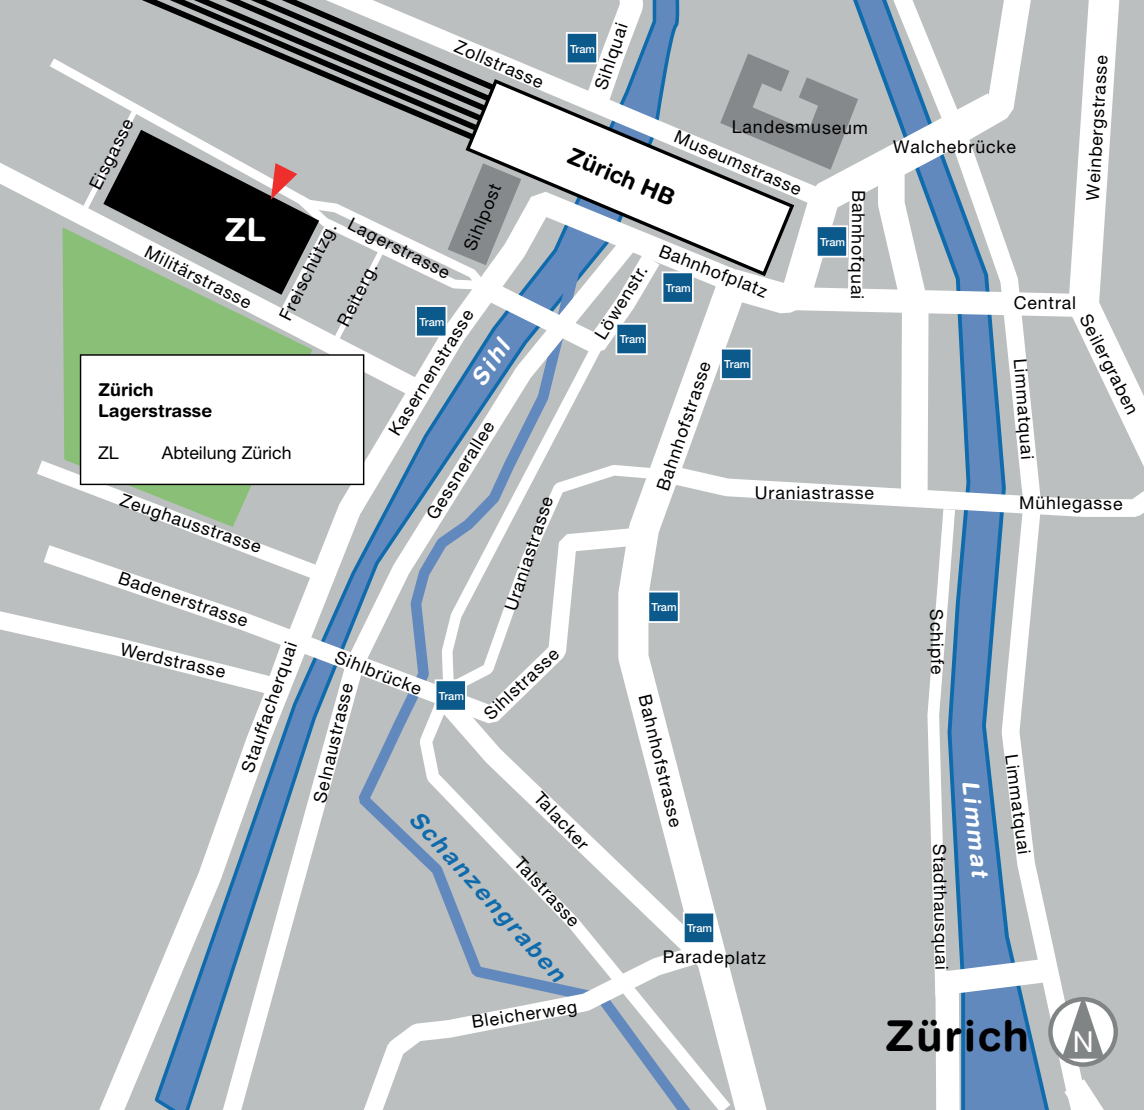 Zollstrasse
Tram
Sihlquai
Landesmuseum
Walchebrücke
Weinbergstrasse
Museumstrasse
Zürich HB
Eisgasse
ZL
Sihlpost
Lagerstrasse
Freischützg.
Reiterg.
Militärstrasse
Bahnhofplatz
Bahnhofquai
Tram
Tram
Central
Seilergraben
Löwenstr.
Tram
Tram
Tram
Kasernenstrasse
Sihl
Bahnhofstrasse
Limmatquai
Zürich
Lagerstrasse
ZL Abteilung Zürich
Gessnerallee
Uraniastrasse
Mühlegasse
Zeughausstrasse
Uraniastrasse
Badenerstrasse
Tram
Schipfe
Werdstrasse
Sihlbrücke
Tram
Sihlstrasse
Stauffacherquai
Selnaustrasse
Bahnhofstrasse
Talacker
Limmatquai
Limmat
Schanzengraben
Talstrasse
Stadthausquai
Tram
Paradeplatz
Bleicherweg
Zürich
N